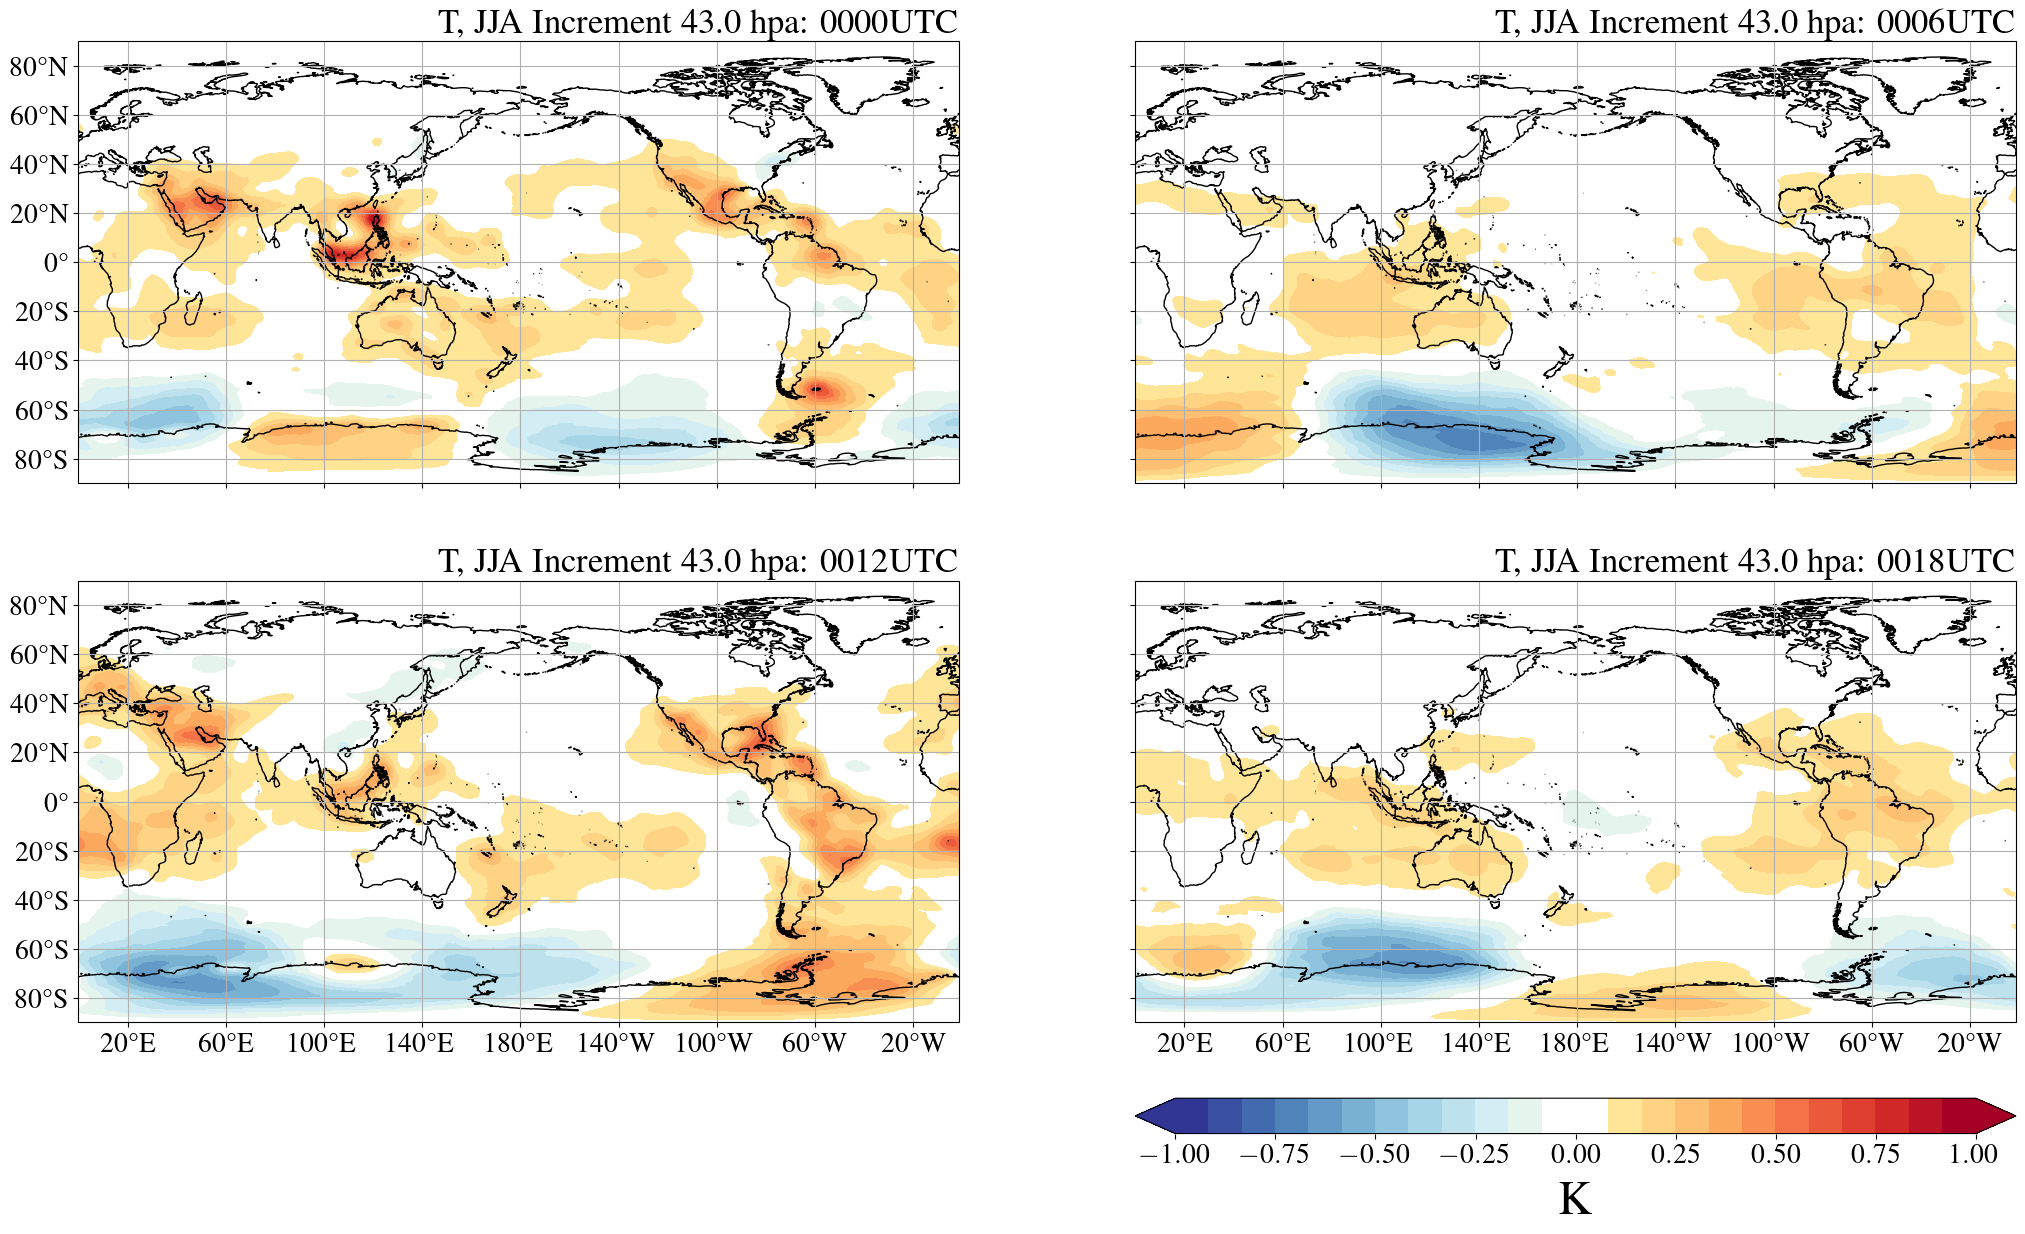 T, JJA Increment 43.0 hpa: 0000UTC
T, JJA Increment 43.0 hpa: 0006UTC
80°N
60°N
40°N
20°N
0°
20°S
40°S
60°S
80°S
T, JJA Increment 43.0 hpa: 0012UTC
T, JJA Increment 43.0 hpa: 0018UTC
80°N
60°N
40°N
20°N
0°
20°S
40°S
60°S
80°S
20°E 60°E 100°E 140°E 180°E 140°W 100°W 60°W 20°W
20°E 60°E 100°E 140°E 180°E 140°W 100°W 60°W 20°W
−1.00 −0.75 −0.50 −0.25 0.00 0.25 0.50 0.75 1.00
K